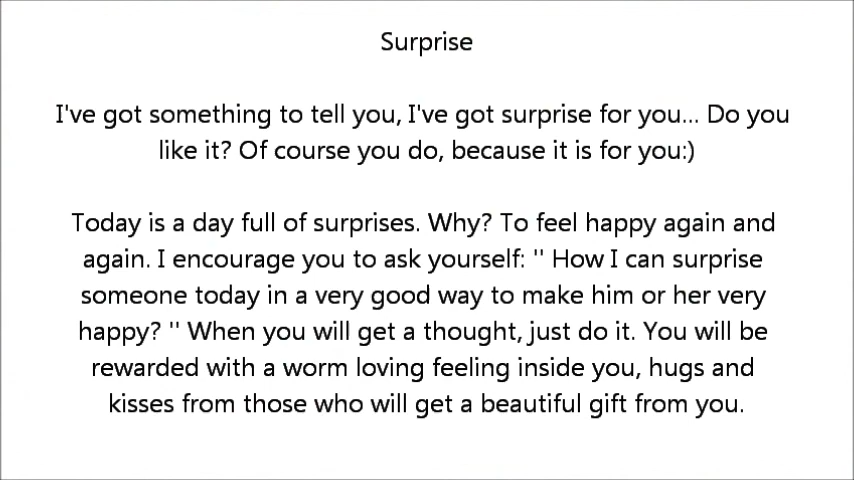 Surprise
I've got something to tell you, I've got surprise for you... Do you
like it? Of course you do, because it is for you:)
Today is a day full of surprises. Why? To feel happy again and
again. I encourage you to ask yourself: '' How I can surprise
someone today in a very good way to make him or her very
happy? '' When you will get a thought, just do it. You will be
rewarded with a worm loving feeling inside you, hugs and
kisses from those who will get a beautiful gift from you.